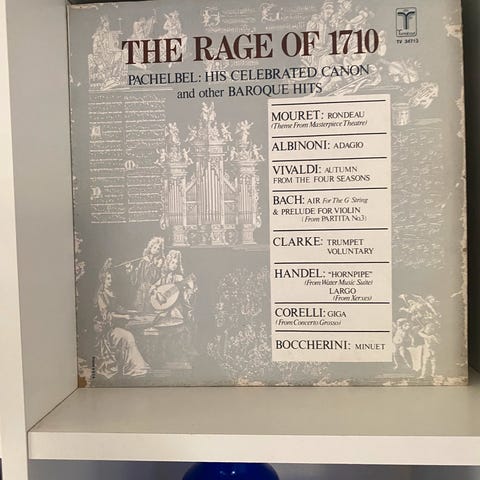 Turnabout
TV 34713
THE RAGE OF 1710
PACHELBEL: HIS CELEBRATED CANON
and other BAROQUE HITS
MOURET: RONDEAU
(Theme From Masterpiece Theatre)
ALBINONI: ADAGIO
VIVALDI: AUTUMN
FROM THE FOUR SEASONS
BACH: AIR For The G String
& PRELUDE FOR VIOLIN
(From PARTITA No.3)
CLARKE: TRUMPET
VOLUNTARY
HANDEL: "HORNPIPE"
(From Water Music Suite)
LARGO
(From Xerxes)
CORELLI: GIGA
(From Concerto Grosso)
BOCCHERINI: MINUET